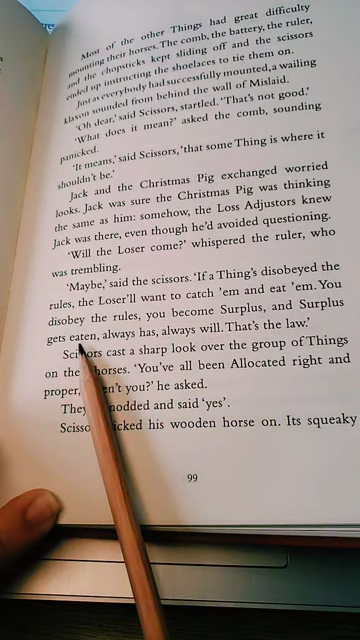 Most of the other Things had great difficulty
mounting their horses. The comb, the battery, the ruler,
and the chopsticks kept sliding off and the scissors
ended up instructing the shoelaces to tie them on.
Just as everybody had successfully mounted, a wailing
klaxon sounded from behind the wall of Mislaid.
'Oh dear,' said Scissors, startled. 'That's not good.'
'What does it mean?' asked the comb, sounding
panicked.
'It means,' said Scissors, 'that some Thing is where it
shouldn't be.'
Jack and the Christmas Pig exchanged worried
looks. Jack was sure the Christmas Pig was thinking
the same as him: somehow, the Loss Adjustors knew
Jack was there, even though he'd avoided questioning.
'Will the Loser come?' whispered the ruler, who
was trembling.
'Maybe,' said the scissors. 'If a Thing's disobeyed the
rules, the Loser'll want to catch 'em and eat 'em. You
disobey the rules, you become Surplus, and Surplus
gets eaten, always has, always will. That's the law.'
Scissors cast a sharp look over the group of Things
on the horses. 'You've all been Allocated right and
proper, n't you?' he asked.
They nodded and said 'yes'.
Scisso icked his wooden horse on. Its squeaky
99